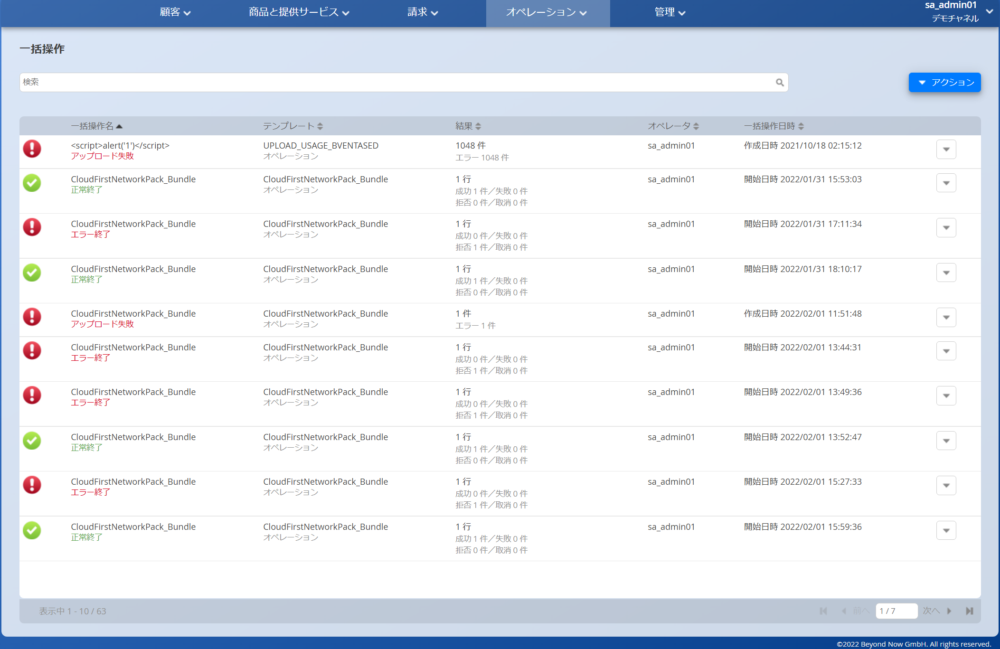 顧客
商品と提供サービス
請求
オペレーション
管理
sa_admin01
デモチャネル
一括操作
検索
アクション
一括操作名 テンプレート 結果 オペレータ 一括操作日時
<script>alert('1')</script> UPLOAD_USAGE_BVENTASED 1048 件 sa_admin01 作成日時 2021/10/18 02:15:12
アップロード失敗 オペレーション エラー 1048 件
CloudFirstNetworkPack_Bundle CloudFirstNetworkPack_Bundle 1 行 sa_admin01 開始日時 2022/01/31 15:53:03
正常終了 オペレーション 成功 1 件／失敗 0 件
拒否 0 件／取消 0 件
CloudFirstNetworkPack_Bundle CloudFirstNetworkPack_Bundle 1 行 sa_admin01 開始日時 2022/01/31 17:11:34
エラー終了 オペレーション 成功 0 件／失敗 0 件
拒否 1 件／取消 0 件
CloudFirstNetworkPack_Bundle CloudFirstNetworkPack_Bundle 1 行 sa_admin01 開始日時 2022/01/31 18:10:17
正常終了 オペレーション 成功 1 件／失敗 0 件
拒否 0 件／取消 0 件
CloudFirstNetworkPack_Bundle CloudFirstNetworkPack_Bundle 1 件 sa_admin01 作成日時 2022/02/01 11:51:48
アップロード失敗 オペレーション エラー 1 件
CloudFirstNetworkPack_Bundle CloudFirstNetworkPack_Bundle 1 行 sa_admin01 開始日時 2022/02/01 13:44:31
エラー終了 オペレーション 成功 0 件／失敗 0 件
拒否 1 件／取消 0 件
CloudFirstNetworkPack_Bundle CloudFirstNetworkPack_Bundle 1 行 sa_admin01 開始日時 2022/02/01 13:49:36
エラー終了 オペレーション 成功 0 件／失敗 0 件
拒否 1 件／取消 0 件
CloudFirstNetworkPack_Bundle CloudFirstNetworkPack_Bundle 1 行 sa_admin01 開始日時 2022/02/01 13:52:47
正常終了 オペレーション 成功 1 件／失敗 0 件
拒否 0 件／取消 0 件
CloudFirstNetworkPack_Bundle CloudFirstNetworkPack_Bundle 1 行 sa_admin01 開始日時 2022/02/01 15:27:33
エラー終了 オペレーション 成功 0 件／失敗 0 件
拒否 1 件／取消 0 件
CloudFirstNetworkPack_Bundle CloudFirstNetworkPack_Bundle 1 行 sa_admin01 開始日時 2022/02/01 15:59:36
正常終了 オペレーション 成功 1 件／失敗 0 件
拒否 0 件／取消 0 件
表示中 1 - 10 / 63 前へ 1 / 7 次へ
©2022 Beyond Now GmbH. All rights reserved.